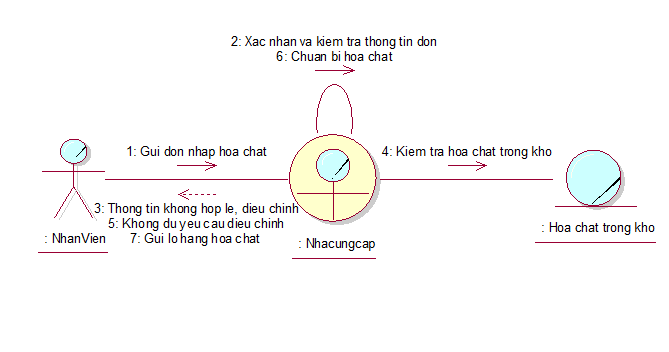 2: Xac nhan va kiem tra thong tin don
6: Chuan bi hoa chat
1: Gui don nhap hoa chat
4: Kiem tra hoa chat trong kho
3: Thong tin khong hop le, dieu chinh
5: Khong du yeu cau dieu chinh
7: Gui lo hang hoa chat
: NhanVien
: Nhacungcap
: Hoa chat trong kho